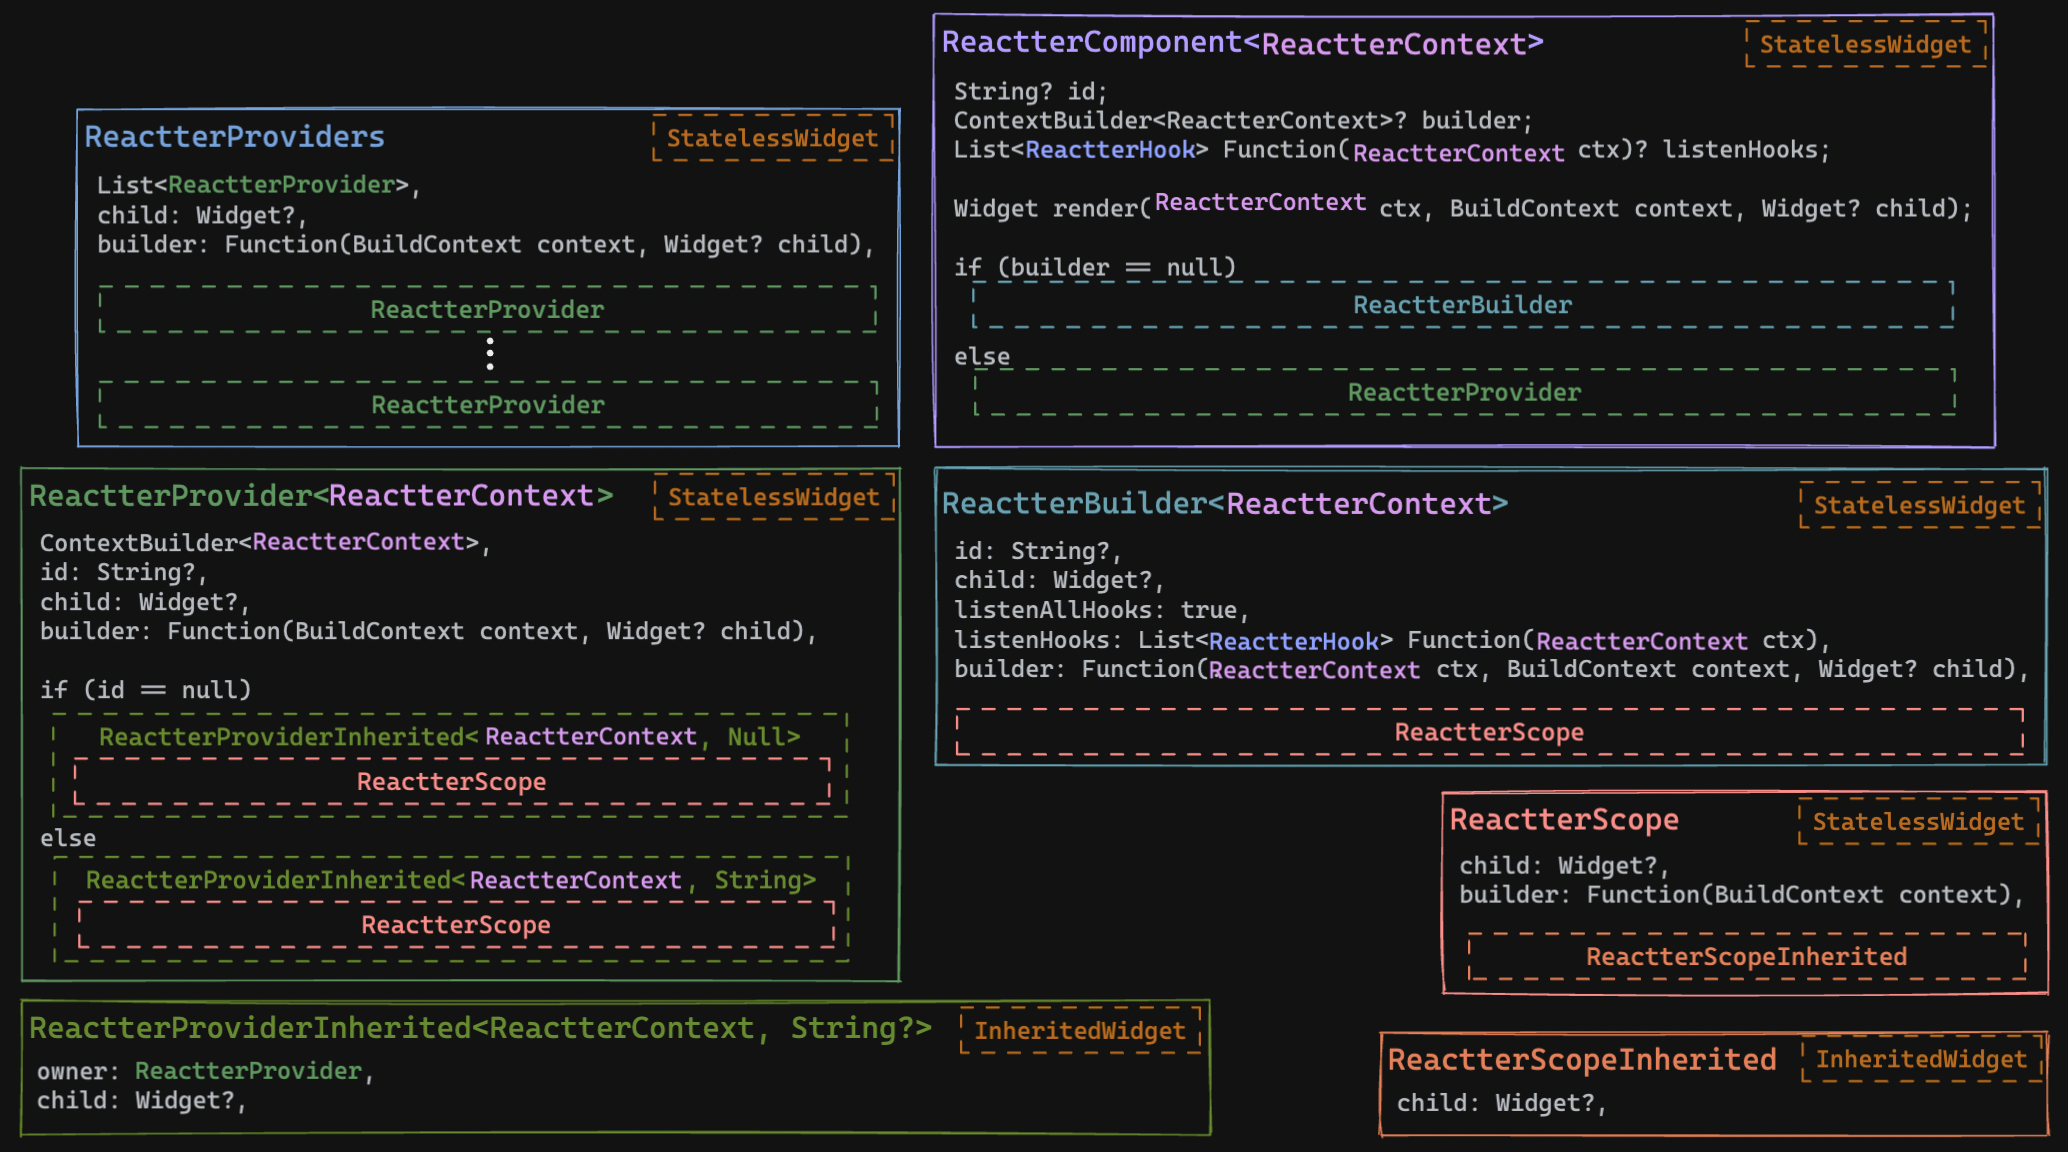 ReactterProviders
StatelessWidget
List<ReactterProvider>,
child: Widget?,
builder: Function(BuildContext context, Widget? child),
ReactterProvider
ReactterProvider
ReactterComponent<ReactterContext>
StatelessWidget
String? id;
ContextBuilder<ReactterContext>? builder;
List<ReactterHook> Function(ReactterContext ctx)? listenHooks;
Widget render(ReactterContext ctx, BuildContext context, Widget? child);
if (builder == null)
ReactterBuilder
else
ReactterProvider
ReactterProvider<ReactterContext>
StatelessWidget
ContextBuilder<ReactterContext>,
id: String?,
child: Widget?,
builder: Function(BuildContext context, Widget? child),
if (id == null)
ReactterProviderInherited<ReactterContext, Null>
ReactterScope
else
ReactterProviderInherited<ReactterContext, String>
ReactterScope
ReactterBuilder<ReactterContext>
StatelessWidget
id: String?,
child: Widget?,
listenAllHooks: true,
listenHooks: List<ReactterHook> Function(ReactterContext ctx),
builder: Function(ReactterContext ctx, BuildContext context, Widget? child),
ReactterScope
ReactterScope
StatelessWidget
child: Widget?,
builder: Function(BuildContext context),
ReactterScopeInherited
ReactterProviderInherited<ReactterContext, String?>
InheritedWidget
owner: ReactterProvider,
child: Widget?,
ReactterScopeInherited
InheritedWidget
child: Widget?,